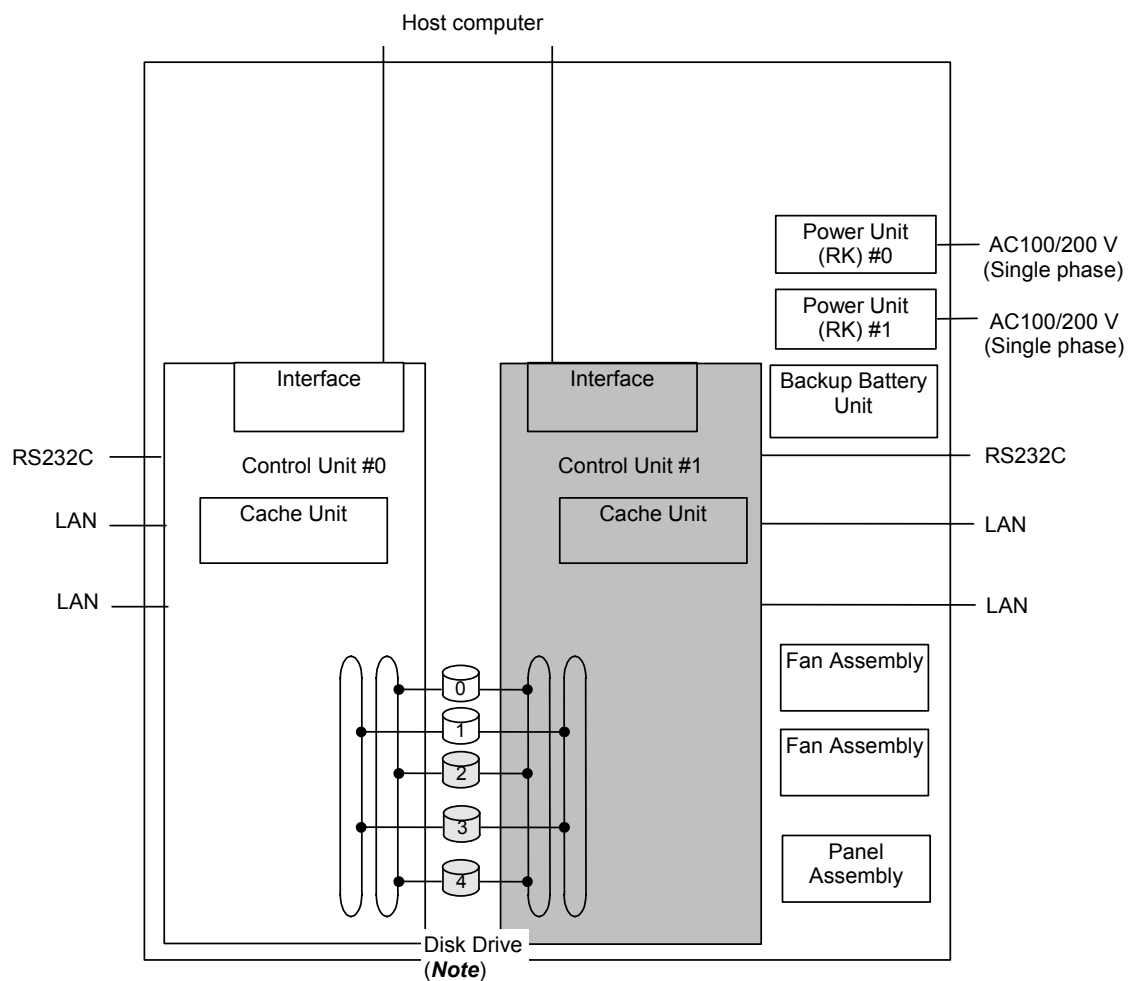 Host computer
Power Unit
(RK) #0
AC100/200 V
(Single phase)
Power Unit
(RK) #1
AC100/200 V
(Single phase)
Interface
Interface
Backup Battery
Unit
RS232C
Control Unit #0
Control Unit #1
RS232C
LAN
Cache Unit
Cache Unit
LAN
LAN
LAN
Fan Assembly
0
1
Fan Assembly
2
3
Panel
Assembly
4
Disk Drive
(Note)